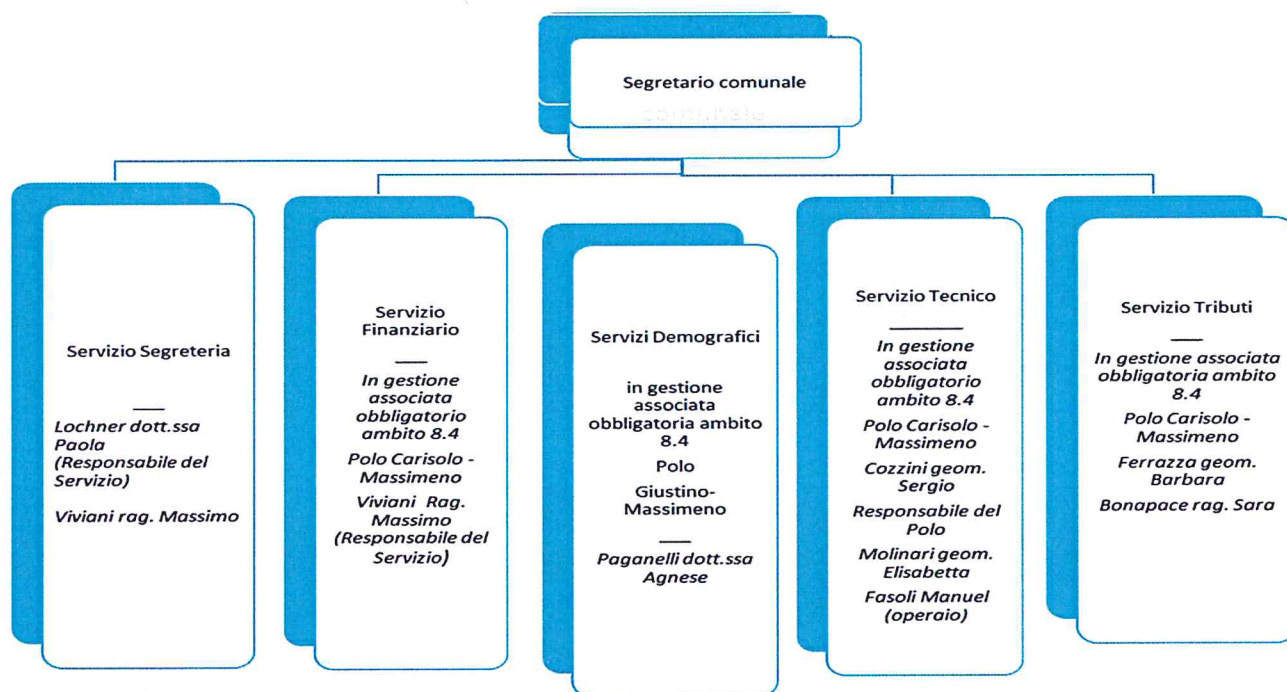 Segretario comunale
comunale
Servizio Segreteria
Lochner dott.ssa
Paola
(Responsabile del
Servizio)
Viviani rag. Massimo
Servizio
Finanziario
In gestione
associata
obbligatorio
ambito 8.4
Polo Carisolo -
Massimeno
Viviani Rag.
Massimo
(Responsabile del
Servizio)
Servizi Demografici
in gestione
associata
obbligatoria ambito
8.4
Polo
Giustino-
Massimeno
Paganelli dott.ssa
Agnese
Servizio Tecnico
In gestione
associata
obbligatorio
ambito 8.4
Polo Carisolo -
Massimeno
Cozzini geom.
Sergio
Responsabile del
Polo
Molinari geom.
Elisabetta
Fasoli Manuel
(operaio)
Servizio Tributi
In gestione associata
obbligatoria ambito
8.4
Polo Carisolo -
Massimeno
Ferrazza geom.
Barbara
Bonapace rag. Sara